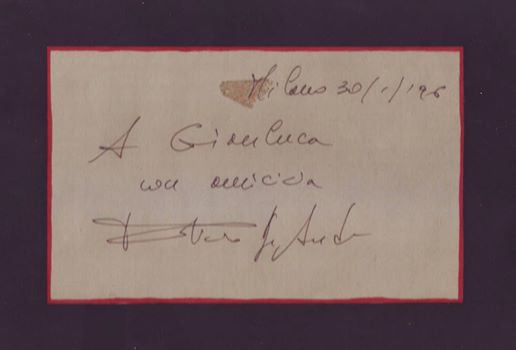 Milano 30/1/'96
A Gianluca
con amicizia